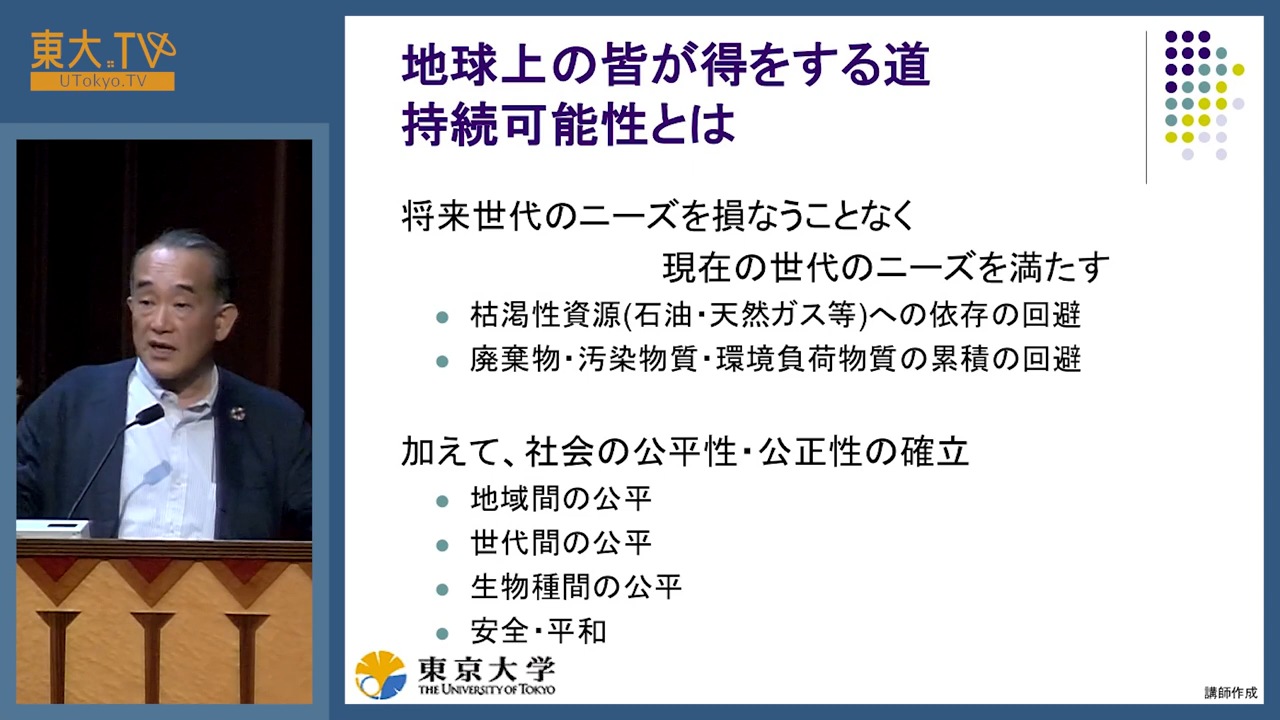 東大.TV
UTokyo.TV
地球上の皆が得をする道
持続可能性とは
将来世代のニーズを損なうことなく
現在の世代のニーズを満たす
枯渇性資源(石油・天然ガス等)への依存の回避
廃棄物・汚染物質・環境負荷物質の累積の回避
加えて、社会の公平性・公正性の確立
地域間の公平
世代間の公平
生物種間の公平
安全・平和
東京大学
THE UNIVERSITY OF TOKYO
講師作成